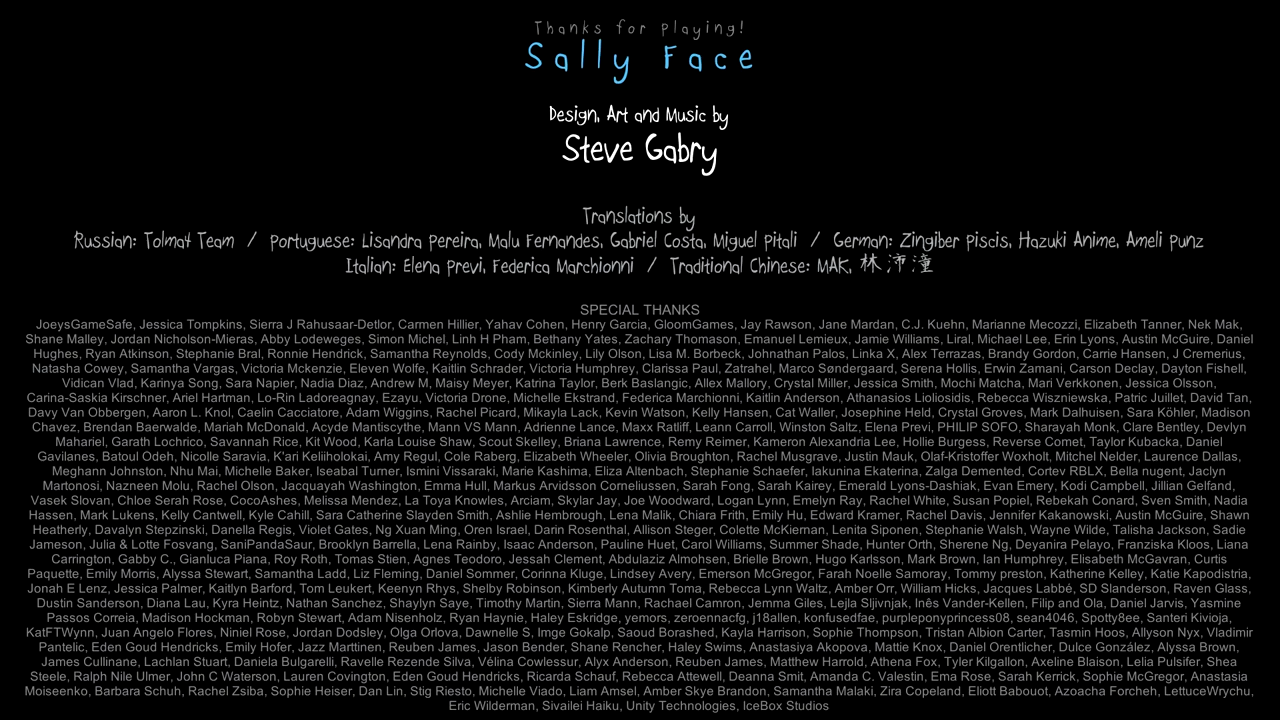 Thanks for playing!
Sally Face
Design, Art and Music by
Steve Gabry
Translations by
Russian: Tolma4 Team / Portuguese: Lisandra Pereira, Malu Fernandes, Gabriel Costa, Miguel Pitali / German: Zingiber Piscis, Hazuki Anime, Ameli Punz
Italian: Elena Previ, Federica Marchionni / Traditional Chinese: MAK, 林沛潼
SPECIAL THANKS
JoeysGameSafe, Jessica Tompkins, Sierra J Rahusaar-Detlor, Carmen Hillier, Yahav Cohen, Henry Garcia, GloomGames, Jay Rawson, Jane Mardan, C.J. Kuehn, Marianne Mecozzi, Elizabeth Tanner, Nek Mak,
Shane Malley, Jordan Nicholson-Mieras, Abby Lodeweges, Simon Michel, Linh H Pham, Bethany Yates, Zachary Thomason, Emanuel Lemieux, Jamie Williams, Liral, Michael Lee, Erin Lyons, Austin McGuire, Daniel
Hughes, Ryan Atkinson, Stephanie Bral, Ronnie Hendrick, Samantha Reynolds, Cody Mckinley, Lily Olson, Lisa M. Borbeck, Johnathan Palos, Linka X, Alex Terrazas, Brandy Gordon, Carrie Hansen, J Cremerius,
Natasha Cowey, Samantha Vargas, Victoria Mckenzie, Eleven Wolfe, Kaitlin Schrader, Victoria Humphrey, Clarissa Paul, Zatrahel, Marco Søndergaard, Serena Hollis, Erwin Zamani, Carson Declay, Dayton Fishell,
Vidican Vlad, Karinya Song, Sara Napier, Nadia Diaz, Andrew M, Maisy Meyer, Katrina Taylor, Berk Baslangic, Allex Mallory, Crystal Miller, Jessica Smith, Mochi Matcha, Mari Verkkonen, Jessica Olsson,
Carina-Saskia Kirschner, Ariel Hartman, Lo-Rin Ladoreagnay, Ezayu, Victoria Drone, Michelle Ekstrand, Federica Marchionni, Kaitlin Anderson, Athanasios Lioliosidis, Rebecca Wiszniewska, Patric Juillet, David Tan,
Davy Van Obbergen, Aaron L. Knol, Caelin Cacciatore, Adam Wiggins, Rachel Picard, Mikayla Lack, Kevin Watson, Kelly Hansen, Cat Waller, Josephine Held, Crystal Groves, Mark Dalhuisen, Sara Köhler, Madison
Chavez, Brendan Baerwalde, Mariah McDonald, Acyde Mantiscythe, Mann VS Mann, Adrienne Lance, Maxx Ratliff, Leann Carroll, Winston Saltz, Elena Previ, PHILIP SOFO, Sharayah Monk, Clare Bentley, Devlyn
Mahariel, Garath Lochrico, Savannah Rice, Kit Wood, Karla Louise Shaw, Scout Skelley, Briana Lawrence, Remy Reimer, Kameron Alexandria Lee, Hollie Burgess, Reverse Comet, Taylor Kubacka, Daniel
Gavilanes, Batoul Odeh, Nicolle Saravia, K'ari Keliiholokai, Amy Regul, Cole Raberg, Elizabeth Wheeler, Olivia Broughton, Rachel Musgrave, Justin Mauk, Olaf-Kristoffer Woxholt, Mitchel Nelder, Laurence Dallas,
Meghann Johnston, Nhu Mai, Michelle Baker, Iseabal Turner, Ismini Vissaraki, Marie Kashima, Eliza Altenbach, Stephanie Schaefer, Iakunina Ekaterina, Zalga Demented, Cortev RBLX, Bella nugent, Jaclyn
Martonosi, Nazneen Molu, Rachel Olson, Jacquayah Washington, Emma Hull, Markus Arvidsson Corneliussen, Sarah Fong, Sarah Kairey, Emerald Lyons-Dashiak, Evan Emery, Kodi Campbell, Jillian Gelfand,
Vasek Slovan, Chloe Serah Rose, CocoAshes, Melissa Mendez, La Toya Knowles, Arciam, Skylar Jay, Joe Woodward, Logan Lynn, Emelyn Ray, Rachel White, Susan Popiel, Rebekah Conard, Sven Smith, Nadia
Hassen, Mark Lukens, Kelly Cantwell, Kyle Cahill, Sara Catherine Slayden Smith, Ashlie Hembrough, Lena Malik, Chiara Frith, Emily Hu, Edward Kramer, Rachel Davis, Jennifer Kakanowski, Austin McGuire, Shawn
Heatherly, Davalyn Stepzinski, Danella Regis, Violet Gates, Ng Xuan Ming, Oren Israel, Darin Rosenthal, Allison Steger, Colette McKiernan, Lenita Siponen, Stephanie Walsh, Wayne Wilde, Talisha Jackson, Sadie
Jameson, Julia & Lotte Fosvang, SaniPandaSaur, Brooklyn Barrella, Lena Rainby, Isaac Anderson, Pauline Huet, Carol Williams, Summer Shade, Hunter Orth, Sherene Ng, Deyanira Pelayo, Franziska Kloos, Liana
Carrington, Gabby C., Gianluca Piana, Roy Roth, Tomas Stien, Agnes Teodoro, Jessah Clement, Abdulaziz Almohsen, Brielle Brown, Hugo Karlsson, Mark Brown, Ian Humphrey, Elisabeth McGavran, Curtis
Paquette, Emily Morris, Alyssa Stewart, Samantha Ladd, Liz Fleming, Daniel Sommer, Corinna Kluge, Lindsey Avery, Emerson McGregor, Farah Noelle Samoray, Tommy preston, Katherine Kelley, Katie Kapodistria,
Jonah E Lenz, Jessica Palmer, Kaitlyn Barford, Tom Leukert, Keenyn Rhys, Shelby Robinson, Kimberly Autumn Toma, Rebecca Lynn Waltz, Amber Orr, William Hicks, Jacques Labbé, SD Slanderson, Raven Glass,
Dustin Sanderson, Diana Lau, Kyra Heintz, Nathan Sanchez, Shaylyn Saye, Timothy Martin, Sierra Mann, Rachael Camron, Jemma Giles, Lejla Sljivnjak, Inês Vander-Kellen, Filip and Ola, Daniel Jarvis, Yasmine
Passos Correia, Madison Hockman, Robyn Stewart, Adam Nisenholz, Ryan Haynie, Haley Eskridge, yemors, zeroennacfg, j18allen, konfusedfae, purpleponyprincess08, sean4046, Spotty8ee, Santeri Kivioja,
KatFTWynn, Juan Angelo Flores, Niniel Rose, Jordan Dodsley, Olga Orlova, Dawnelle S, Imge Gokalp, Saoud Borashed, Kayla Harrison, Sophie Thompson, Tristan Albion Carter, Tasmin Hoos, Allyson Nyx, Vladimir
Pantelic, Eden Goud Hendricks, Emily Hofer, Jazz Marttinen, Reuben James, Jason Bender, Shane Rencher, Haley Swims, Anastasiya Akopova, Mattie Knox, Daniel Orentlicher, Dulce González, Alyssa Brown,
James Cullinane, Lachlan Stuart, Daniela Bulgarelli, Ravelle Rezende Silva, Vélina Cowlessur, Alyx Anderson, Reuben James, Matthew Harrold, Athena Fox, Tyler Kilgallon, Axeline Blaison, Lelia Pulsifer, Shea
Steele, Ralph Nile Ulmer, John C Waterson, Lauren Covington, Eden Goud Hendricks, Ricarda Schauf, Rebecca Attewell, Deanna Smit, Amanda C. Valestin, Ema Rose, Sarah Kerrick, Sophie McGregor, Anastasia
Moiseenko, Barbara Schuh, Rachel Zsiba, Sophie Heiser, Dan Lin, Stig Riesto, Michelle Viado, Liam Amsel, Amber Skye Brandon, Samantha Malaki, Zira Copeland, Eliott Babouot, Azoacha Forcheh, LettuceWrychu,
Eric Wilderman, Sivailei Haiku, Unity Technologies, IceBox Studios